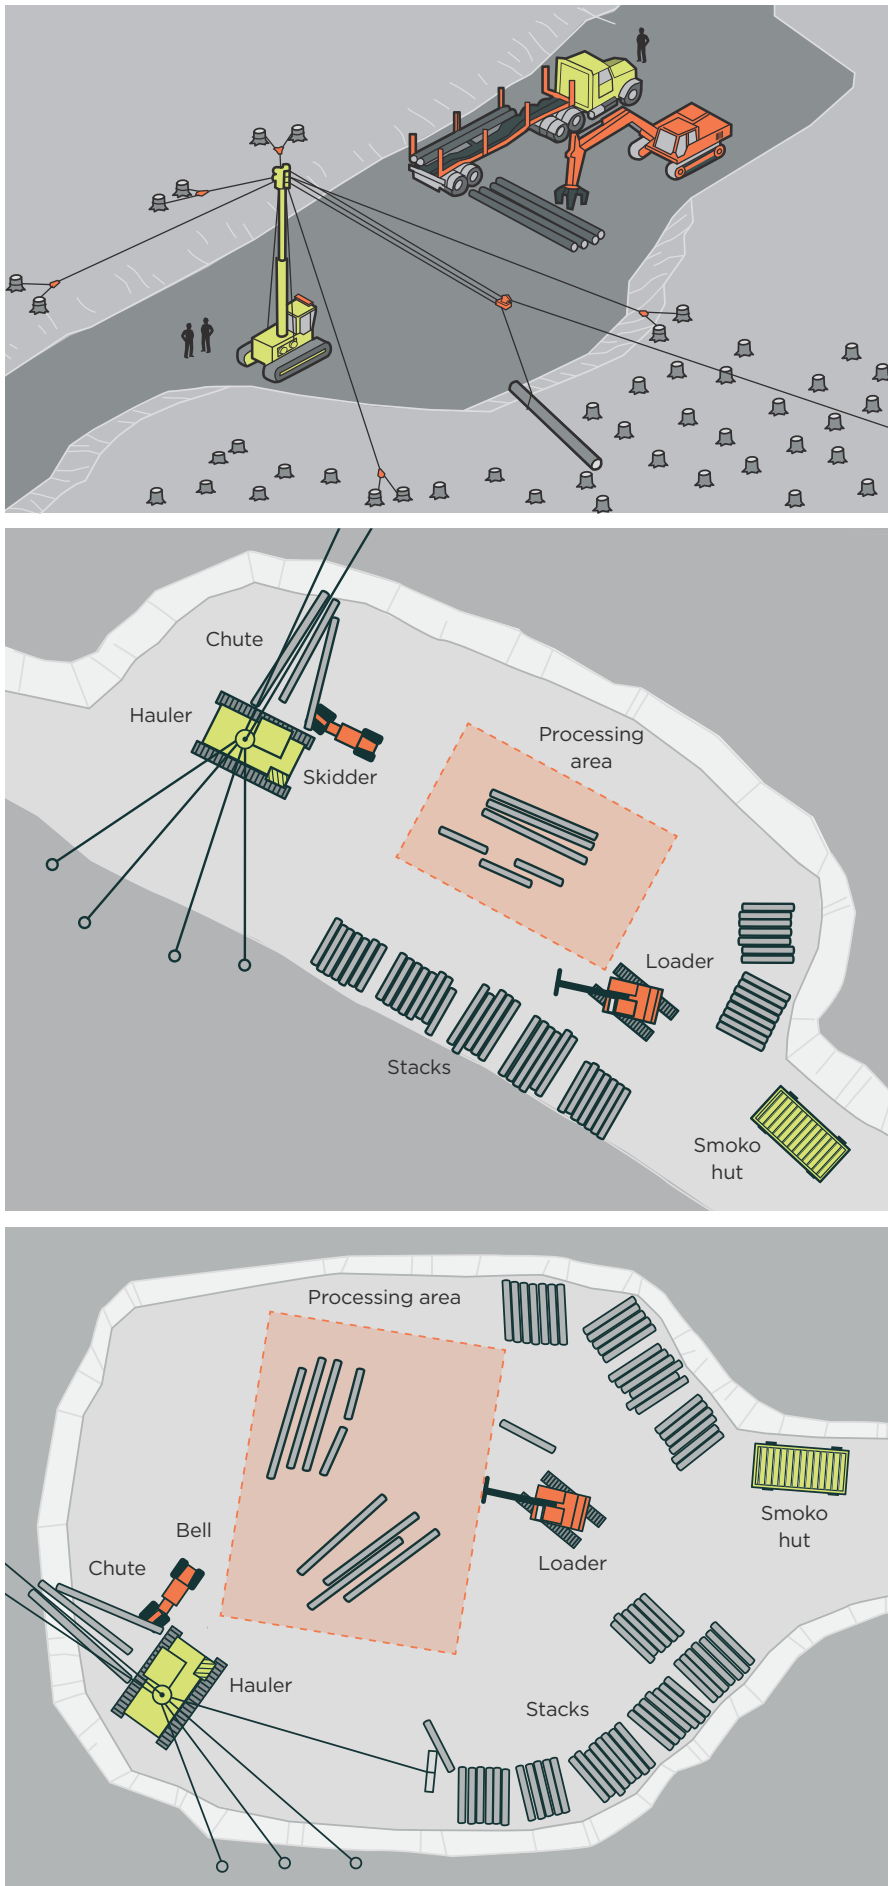 Chute
Hauler
Skidder
Processing
area
Loader
Stacks
Smoko
hut
Processing area
Bell
Chute
Hauler
Loader
Smoko
hut
Stacks